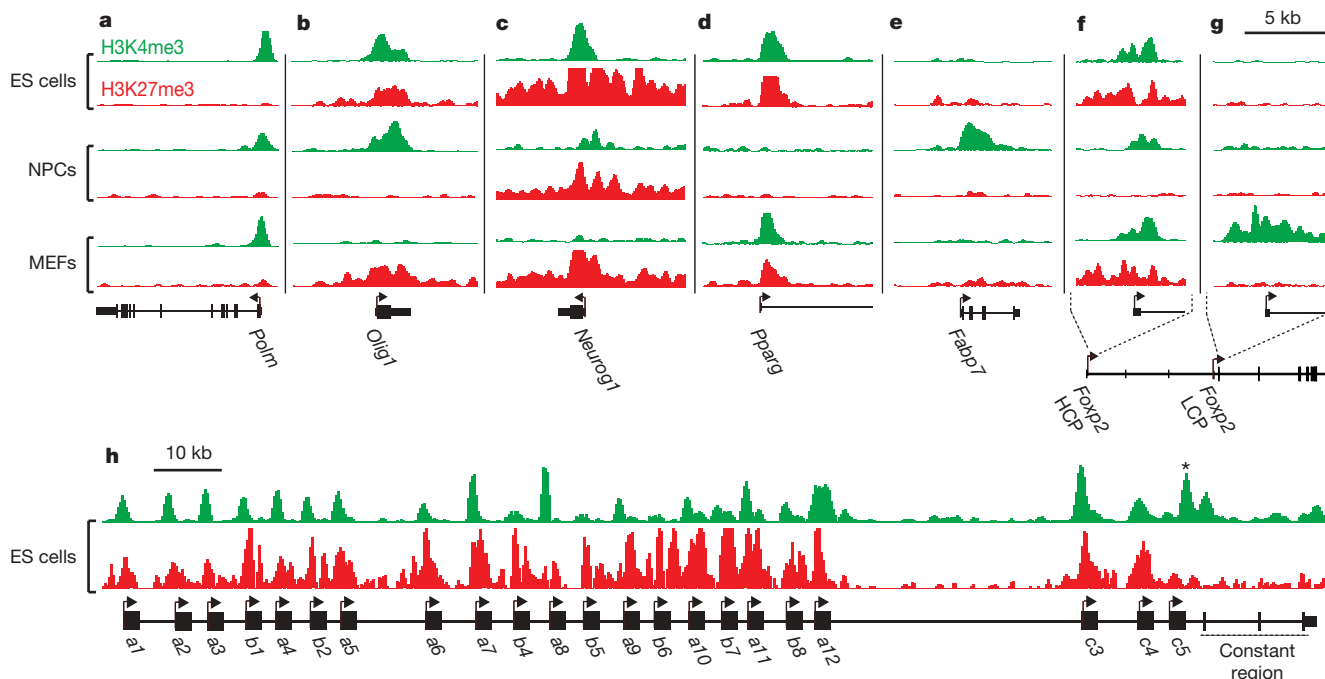 a b c d e f g
5 kb
H3K4me3
ES cells
H3K27me3
NPCs
MEFs
Polm
Olig1
Neurog1
Pparg
Fabp7
Foxp2
HCP
Foxp2
LCP
h
10 kb
*
ES cells
a1 a2 a3 b1 a4 b2 a5 a6 a7 b4 a8 b5 a9 b6 a10 b7 a11 b8 a12 c3 c4 c5
Constant
region